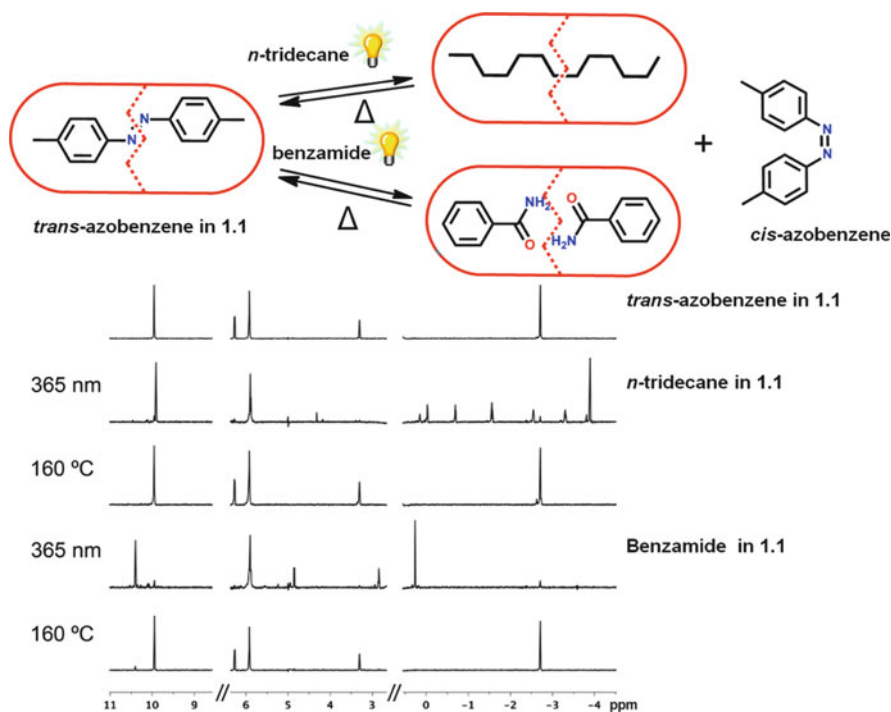 n-tridecane
Δ
N
N
benzamide
Δ
trans-azobenzene in 1.1
NH2
O
O
H2N
+
N
N
cis-azobenzene
trans-azobenzene in 1.1
365 nm
n-tridecane in 1.1
160 ºC
365 nm
Benzamide in 1.1
160 ºC
11 10 9 // 6 5 4 3 // 0 −1 −2 −3 −4 ppm